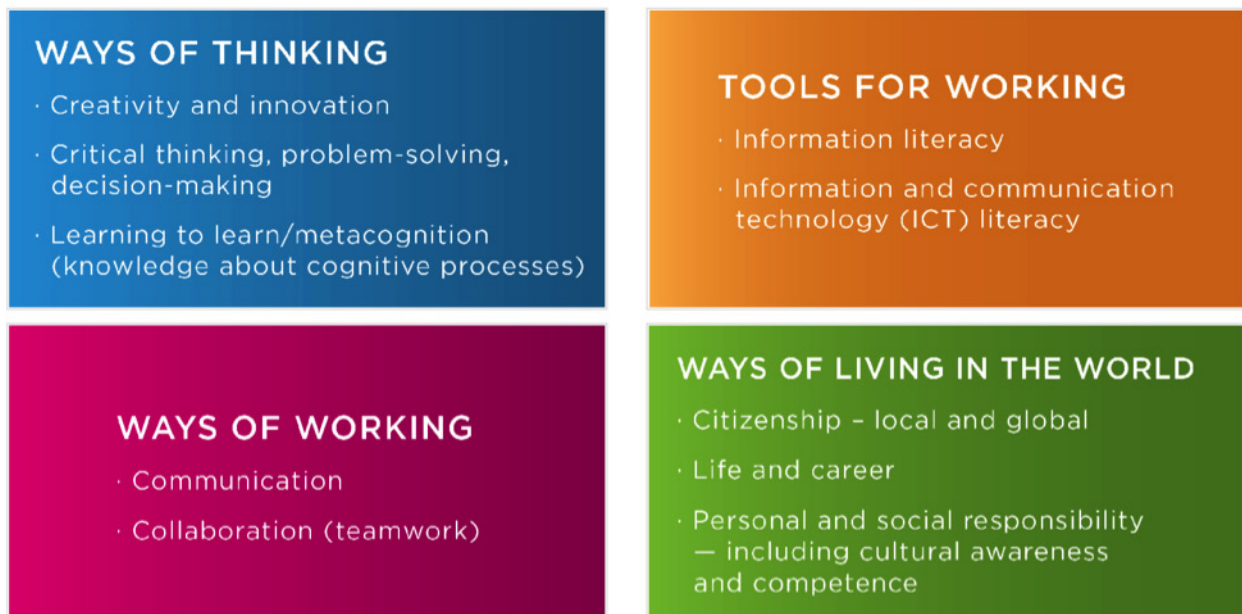 WAYS OF THINKING
· Creativity and innovation
· Critical thinking, problem-solving,
decision-making
· Learning to learn/metacognition
(knowledge about cognitive processes)
TOOLS FOR WORKING
· Information literacy
· Information and communication
technology (ICT) literacy
WAYS OF WORKING
· Communication
· Collaboration (teamwork)
WAYS OF LIVING IN THE WORLD
· Citizenship – local and global
· Life and career
· Personal and social responsibility
— including cultural awareness
and competence